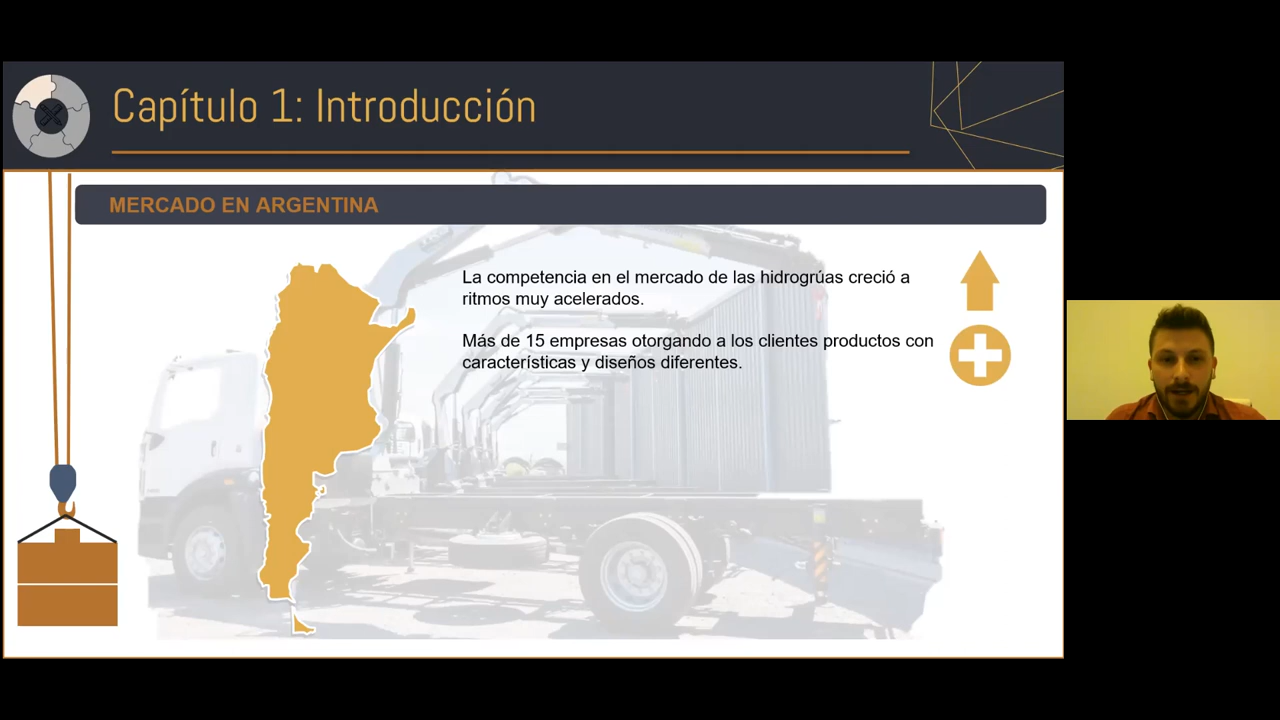 Capítulo 1: Introducción
MERCADO EN ARGENTINA
La competencia en el mercado de las hidrogrúas creció a
ritmos muy acelerados.
Más de 15 empresas otorgando a los clientes productos con
características y diseños diferentes.